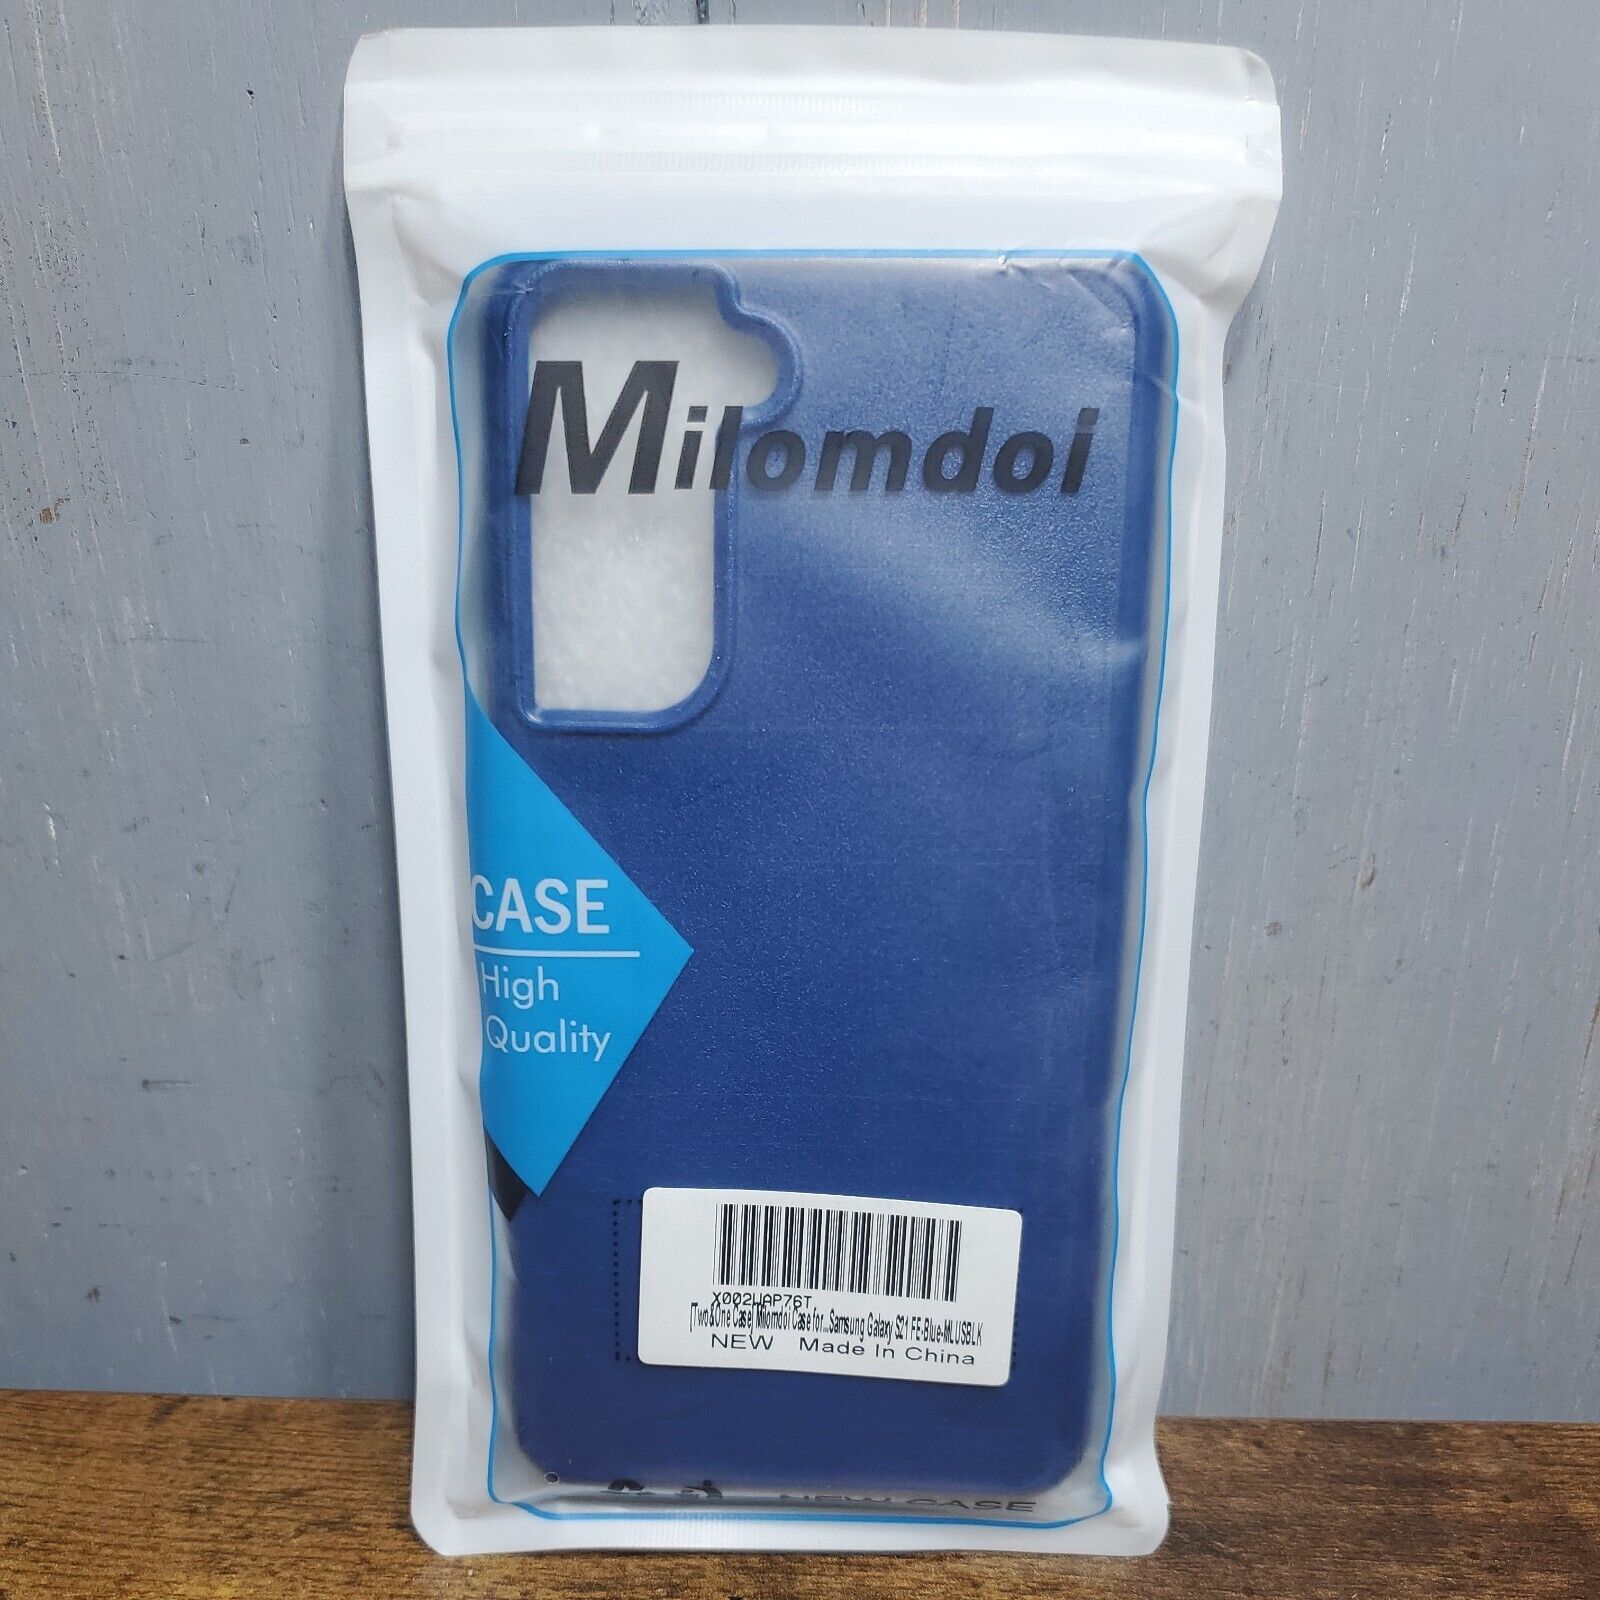 Milomdoi
CASE
High
Quality
X002UAP76T
[Two&One Case] Milomdoi Case for...Samsung Galaxy S21 FE-Blue-MLUSBLK
NEW Made In China
NEW CASE